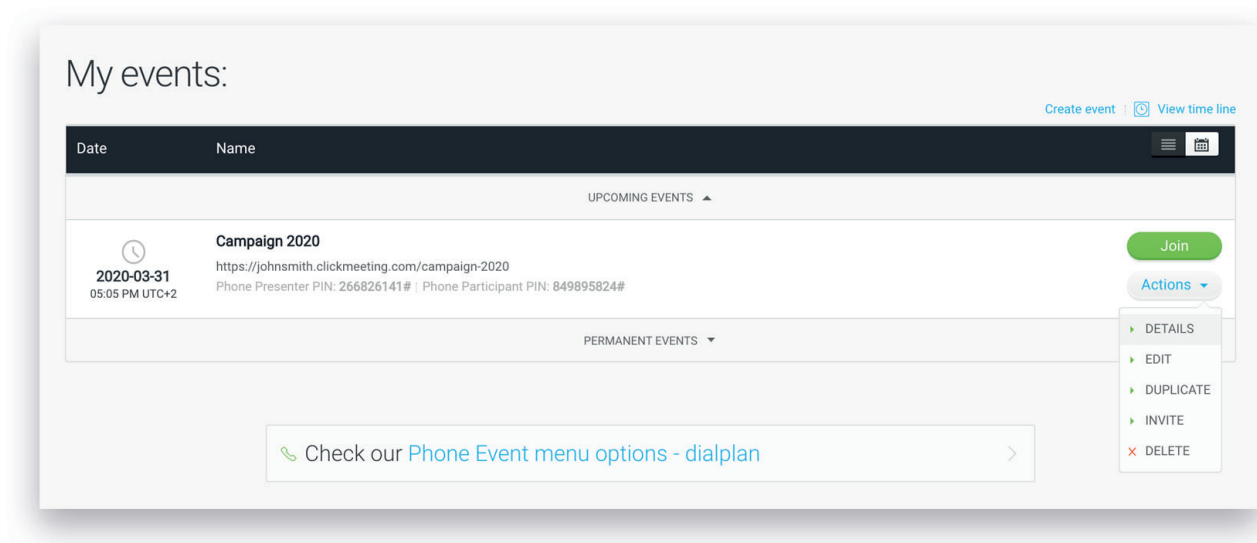 My events:
Create event | View time line
Date Name
UPCOMING EVENTS
Campaign 2020
Join
https://johnsmith.clickmeeting.com/campaign-2020
2020-03-31
05:05 PM UTC+2
Phone Presenter PIN: 266826141# | Phone Participant PIN: 849895824#
Actions
DETAILS
PERMANENT EVENTS
EDIT
DUPLICATE
INVITE
DELETE
Check our Phone Event menu options - dialplan